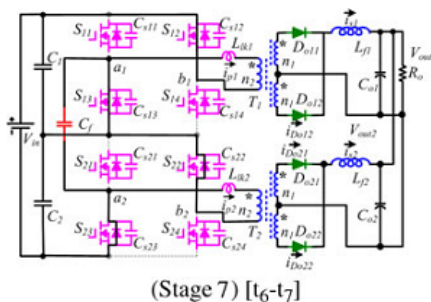 S11 Cs11 S12 Cs12 Do11 is1 Vout
C1 Llk1 Lf1
a1 ip1 n2 n1
b1 Co1 Ro
S13 Cs13 S14 Cs14 T1 n1 Do12
Vin Cf iDo12
iDo21 Vout2
S21 Cs21 S22 Cs22 Do21 is2
Llk2 n1 Lf2
C2 a2 b2 ip2 n2
T2 n1 Co2
S23 Cs23 S24 Cs24 Do22
iDo22
(Stage 7) [t6-t7]